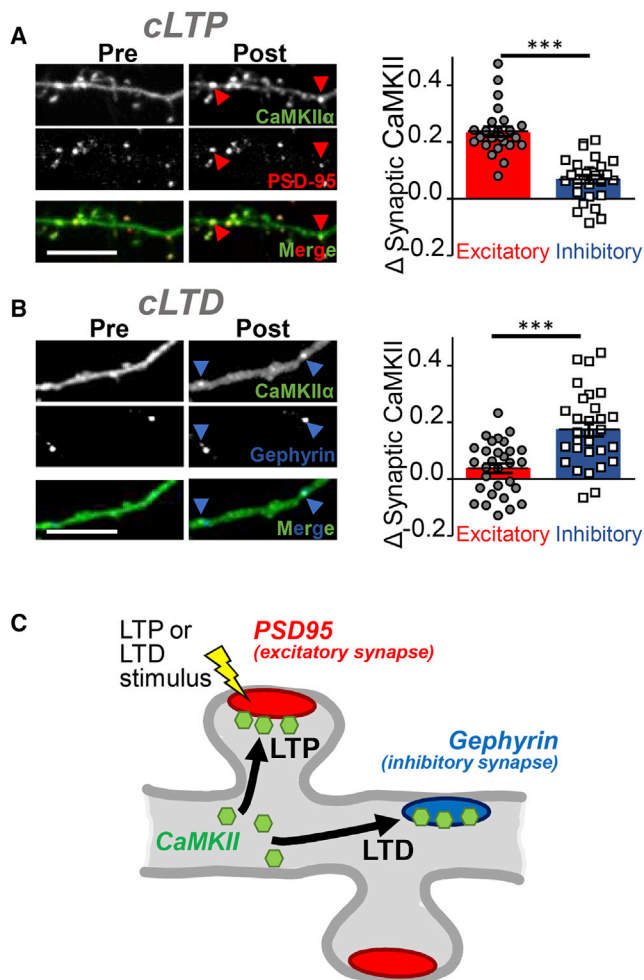 cLTP
A
Pre
Post
CaMKIIα
PSD-95
Merge
***
Δ Synaptic CaMKII
0.4
0.2
0.0
-0.2
Excitatory
Inhibitory
cLTD
B
Pre
Post
CaMKIIα
Gephyrin
Merge
***
Δ Synaptic CaMKII
0.4
0.2
0.0
-0.2
Excitatory
Inhibitory
C
LTP or
LTD
stimulus
PSD95
(excitatory synapse)
LTP
Gephyrin
(inhibitory synapse)
CaMKII
LTD